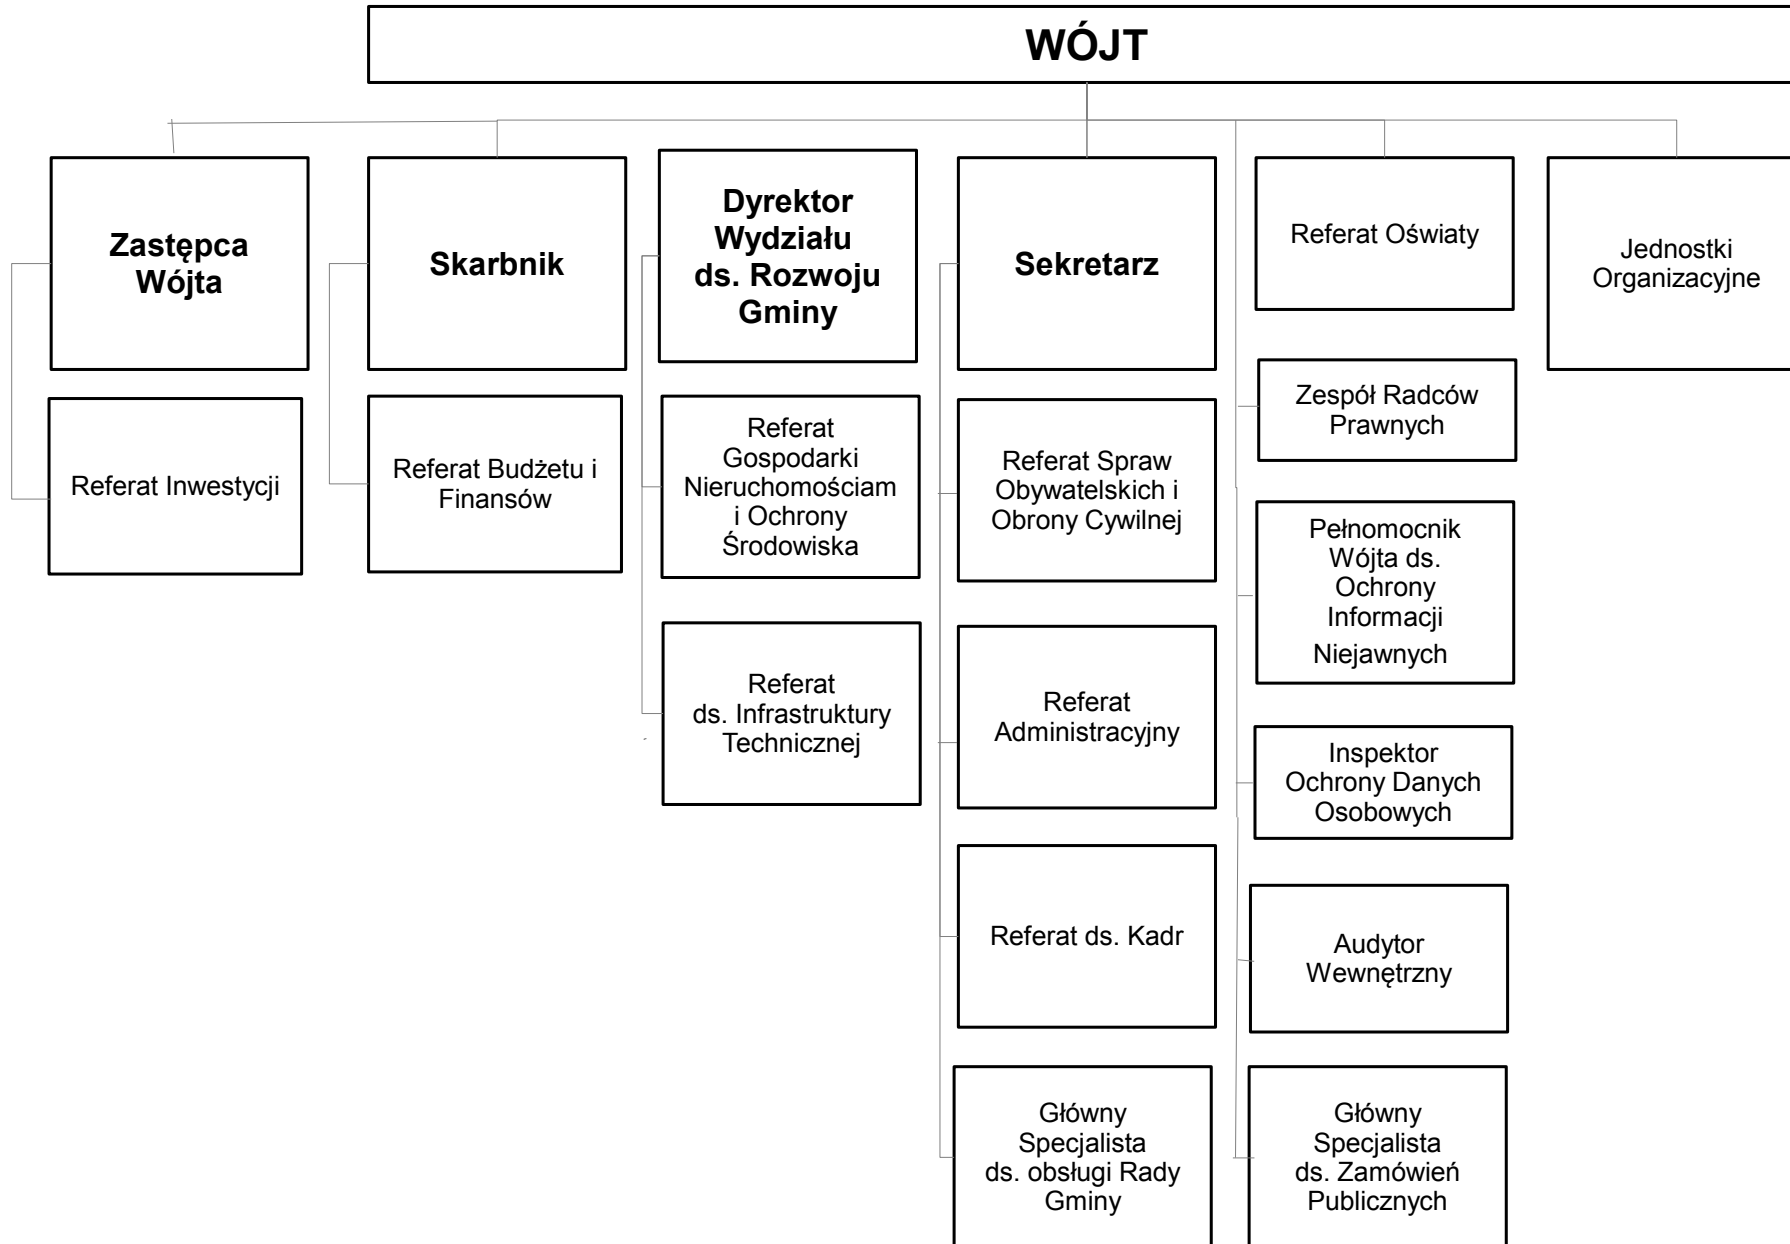 WÓJT
Zastępca
Wójta
Skarbnik
Dyrektor
Wydziału
ds. Rozwoju
Gminy
Sekretarz
Referat Oświaty
Jednostki
Organizacyjne
Referat Inwestycji
Referat Budżetu i
Finansów
Referat
Gospodarki
Nieruchomościam
i Ochrony
Środowiska
Referat
ds. Infrastruktury
Technicznej
Referat Spraw
Obywatelskich i
Obrony Cywilnej
Referat
Administracyjny
Referat ds. Kadr
Główny
Specjalista
ds. obsługi Rady
Gminy
Zespół Radców
Prawnych
Pełnomocnik
Wójta ds.
Ochrony
Informacji
Niejawnych
Inspektor
Ochrony Danych
Osobowych
Audytor
Wewnętrzny
Główny
Specjalista
ds. Zamówień
Publicznych